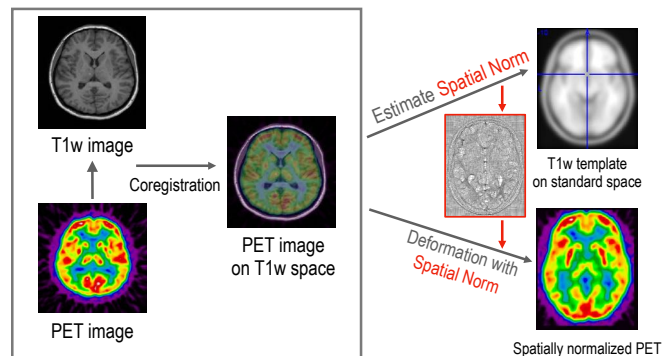 T1w image
Coregistration
PET image
PET image
on T1w space
Estimate Spatial Norm
T1w template
on standard space
Deformation with
Spatial Norm
Spatially normalized PET